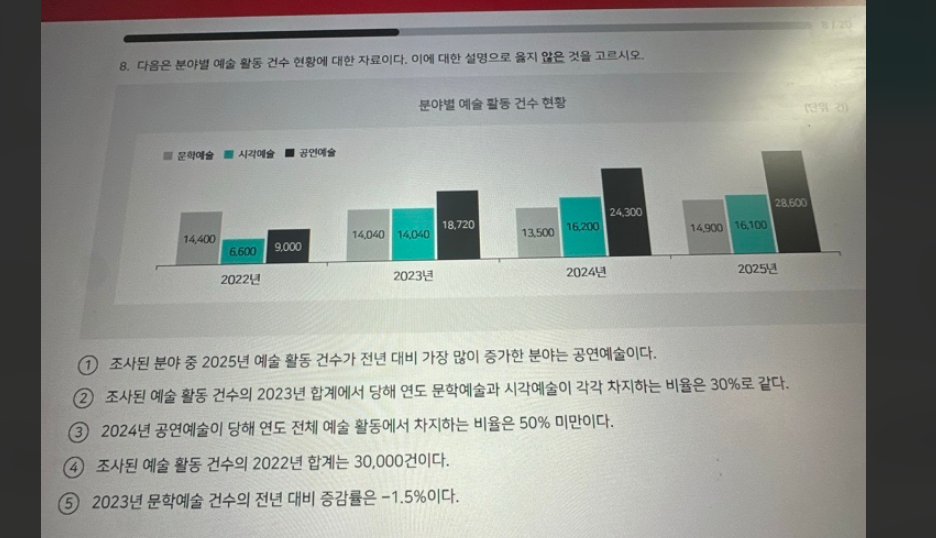 8. 다음은 분야별 예술 활동 건수 현황에 대한 자료이다. 이에 대한 설명으로 옳지 않은 것을 고르시오.
분야별 예술 활동 건수 현황
(단위: 건)
문학예술 시각예술 공연예술
14,400 6,600 9,000
14,040 14,040 18,720
13,500 16,200 24,300
14,900 16,100 28,600
2022년 2023년 2024년 2025년
① 조사된 분야 중 2025년 예술 활동 건수가 전년 대비 가장 많이 증가한 분야는 공연예술이다.
② 조사된 예술 활동 건수의 2023년 합계에서 당해 연도 문학예술과 시각예술이 각각 차지하는 비율은 30%로 같다.
③ 2024년 공연예술이 당해 연도 전체 예술 활동에서 차지하는 비율은 50% 미만이다.
④ 조사된 예술 활동 건수의 2022년 합계는 30,000건이다.
⑤ 2023년 문학예술 건수의 전년 대비 증감률은 -1.5%이다.